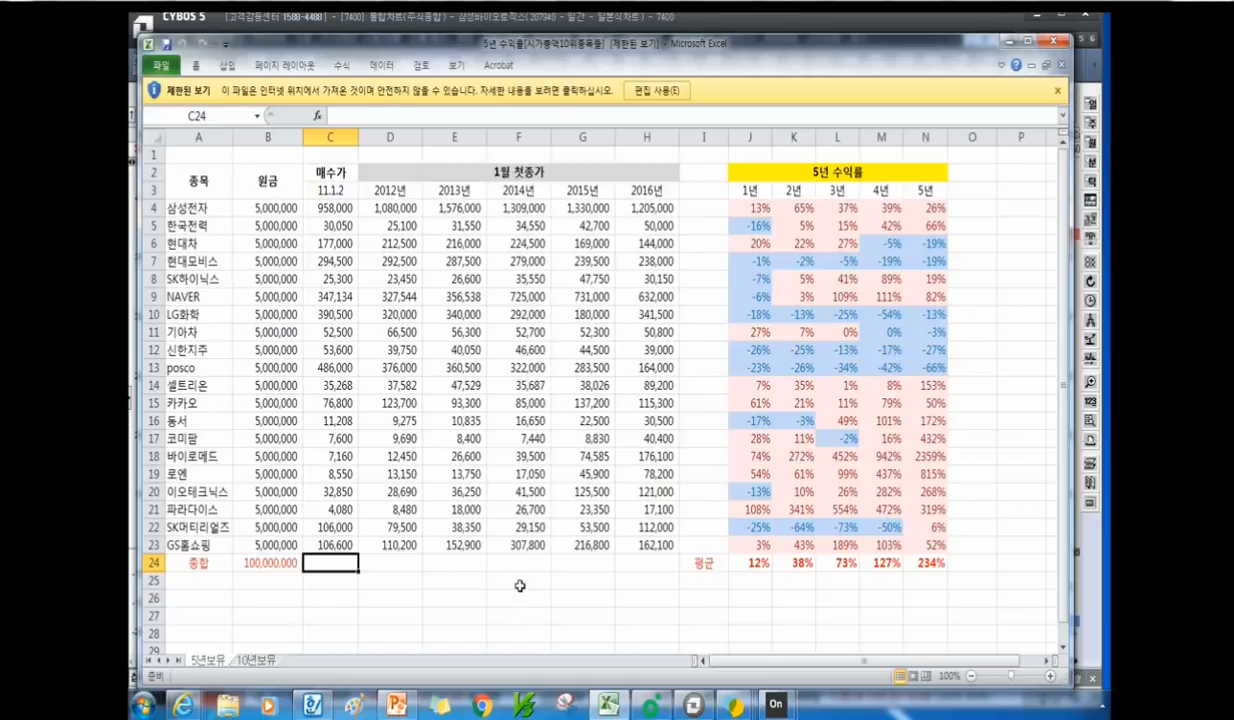 CYBOS 5 [고객감동센터 1588-4488] - [7400] 통합차트(주식종합) - 삼성바이오로직스(207940 - 일간 - 일본식차트) - 7400
5년 수익률[시가총액10위종목들] [제한된 보기] - Microsoft Excel
파일 홈 삽입 페이지 레이아웃 수식 데이터 검토 보기 Acrobat
제한된 보기 이 파일은 인터넷 위치에서 가져온 것이며 안전하지 않을 수 있습니다. 자세한 내용을 보려면 클릭하십시오. 편집 사용(E)
C24 fx
A B C D E F G H I J K L M N O P
1
2 종목 원금 매수가 1월 첫종가 5년 수익률
3 11.1.2 2012년 2013년 2014년 2015년 2016년 1년 2년 3년 4년 5년
4 삼성전자 5,000,000 958,000 1,080,000 1,576,000 1,309,000 1,330,000 1,205,000 13% 65% 37% 39% 26%
5 한국전력 5,000,000 30,050 25,100 31,550 34,550 42,700 50,000 -16% 5% 15% 42% 66%
6 현대차 5,000,000 177,000 212,500 216,000 224,500 169,000 144,000 20% 22% 27% -5% -19%
7 현대모비스 5,000,000 294,500 292,500 287,500 279,000 239,500 238,000 -1% -2% -5% -19% -19%
8 SK하이닉스 5,000,000 25,300 23,450 26,600 35,550 47,750 30,150 -7% 5% 41% 89% 19%
9 NAVER 5,000,000 347,134 327,544 356,538 725,000 731,000 632,000 -6% 3% 109% 111% 82%
10 LG화학 5,000,000 390,500 320,000 340,000 292,000 180,000 341,500 -18% -13% -25% -54% -13%
11 기아차 5,000,000 52,500 66,500 56,300 52,700 52,300 50,800 27% 7% 0% 0% -3%
12 신한지주 5,000,000 53,600 39,750 40,050 46,600 44,500 39,000 -26% -25% -13% -17% -27%
13 posco 5,000,000 486,000 376,000 360,500 322,000 283,500 164,000 -23% -26% -34% -42% -66%
14 셀트리온 5,000,000 35,268 37,582 47,529 35,687 38,026 89,200 7% 35% 1% 8% 153%
15 카카오 5,000,000 76,800 123,700 93,300 85,000 137,200 115,300 61% 21% 11% 79% 50%
16 동서 5,000,000 11,208 9,275 10,835 16,650 22,500 30,500 -17% -3% 49% 101% 172%
17 코미팜 5,000,000 7,600 9,690 8,400 7,440 8,830 40,400 28% 11% -2% 16% 432%
18 바이로메드 5,000,000 7,160 12,450 26,600 39,500 74,585 176,100 74% 272% 452% 942% 2359%
19 로엔 5,000,000 8,550 13,150 13,750 17,050 45,900 78,200 54% 61% 99% 437% 815%
20 이오테크닉스 5,000,000 32,850 28,690 36,250 41,500 125,500 121,000 -13% 10% 26% 282% 268%
21 파라다이스 5,000,000 4,080 8,480 18,000 26,700 23,350 17,100 108% 341% 554% 472% 319%
22 SK머티리얼즈 5,000,000 106,000 79,500 38,350 29,150 53,500 112,000 -25% -64% -73% -50% 6%
23 GS홈쇼핑 5,000,000 106,600 110,200 152,900 307,800 216,800 162,100 3% 43% 189% 103% 52%
24 종합 100,000,000 평균 12% 38% 73% 127% 234%
25
26
27
28
29
5년보유 10년보유
준비 100%
On